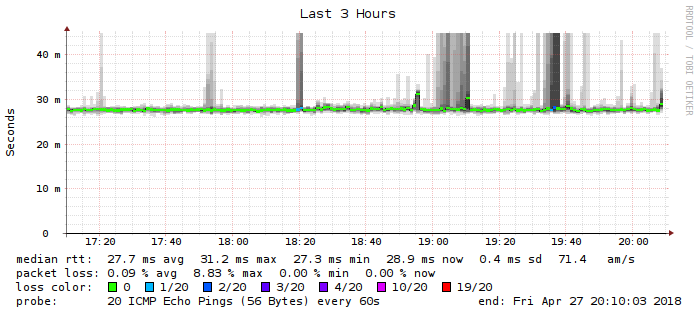 Last 3 Hours
RRDTOOL / TOBI OETIKER
Seconds
40 m
30 m
20 m
10 m
0
17:20 17:40 18:00 18:20 18:40 19:00 19:20 19:40 20:00
median rtt: 27.7 ms avg 31.2 ms max 27.3 ms min 28.9 ms now 0.4 ms sd 71.4 am/s
packet loss: 0.09 % avg 8.83 % max 0.00 % min 0.00 % now
loss color: 0 1/20 2/20 3/20 4/20 10/20 19/20
probe: 20 ICMP Echo Pings (56 Bytes) every 60s end: Fri Apr 27 20:10:03 2018